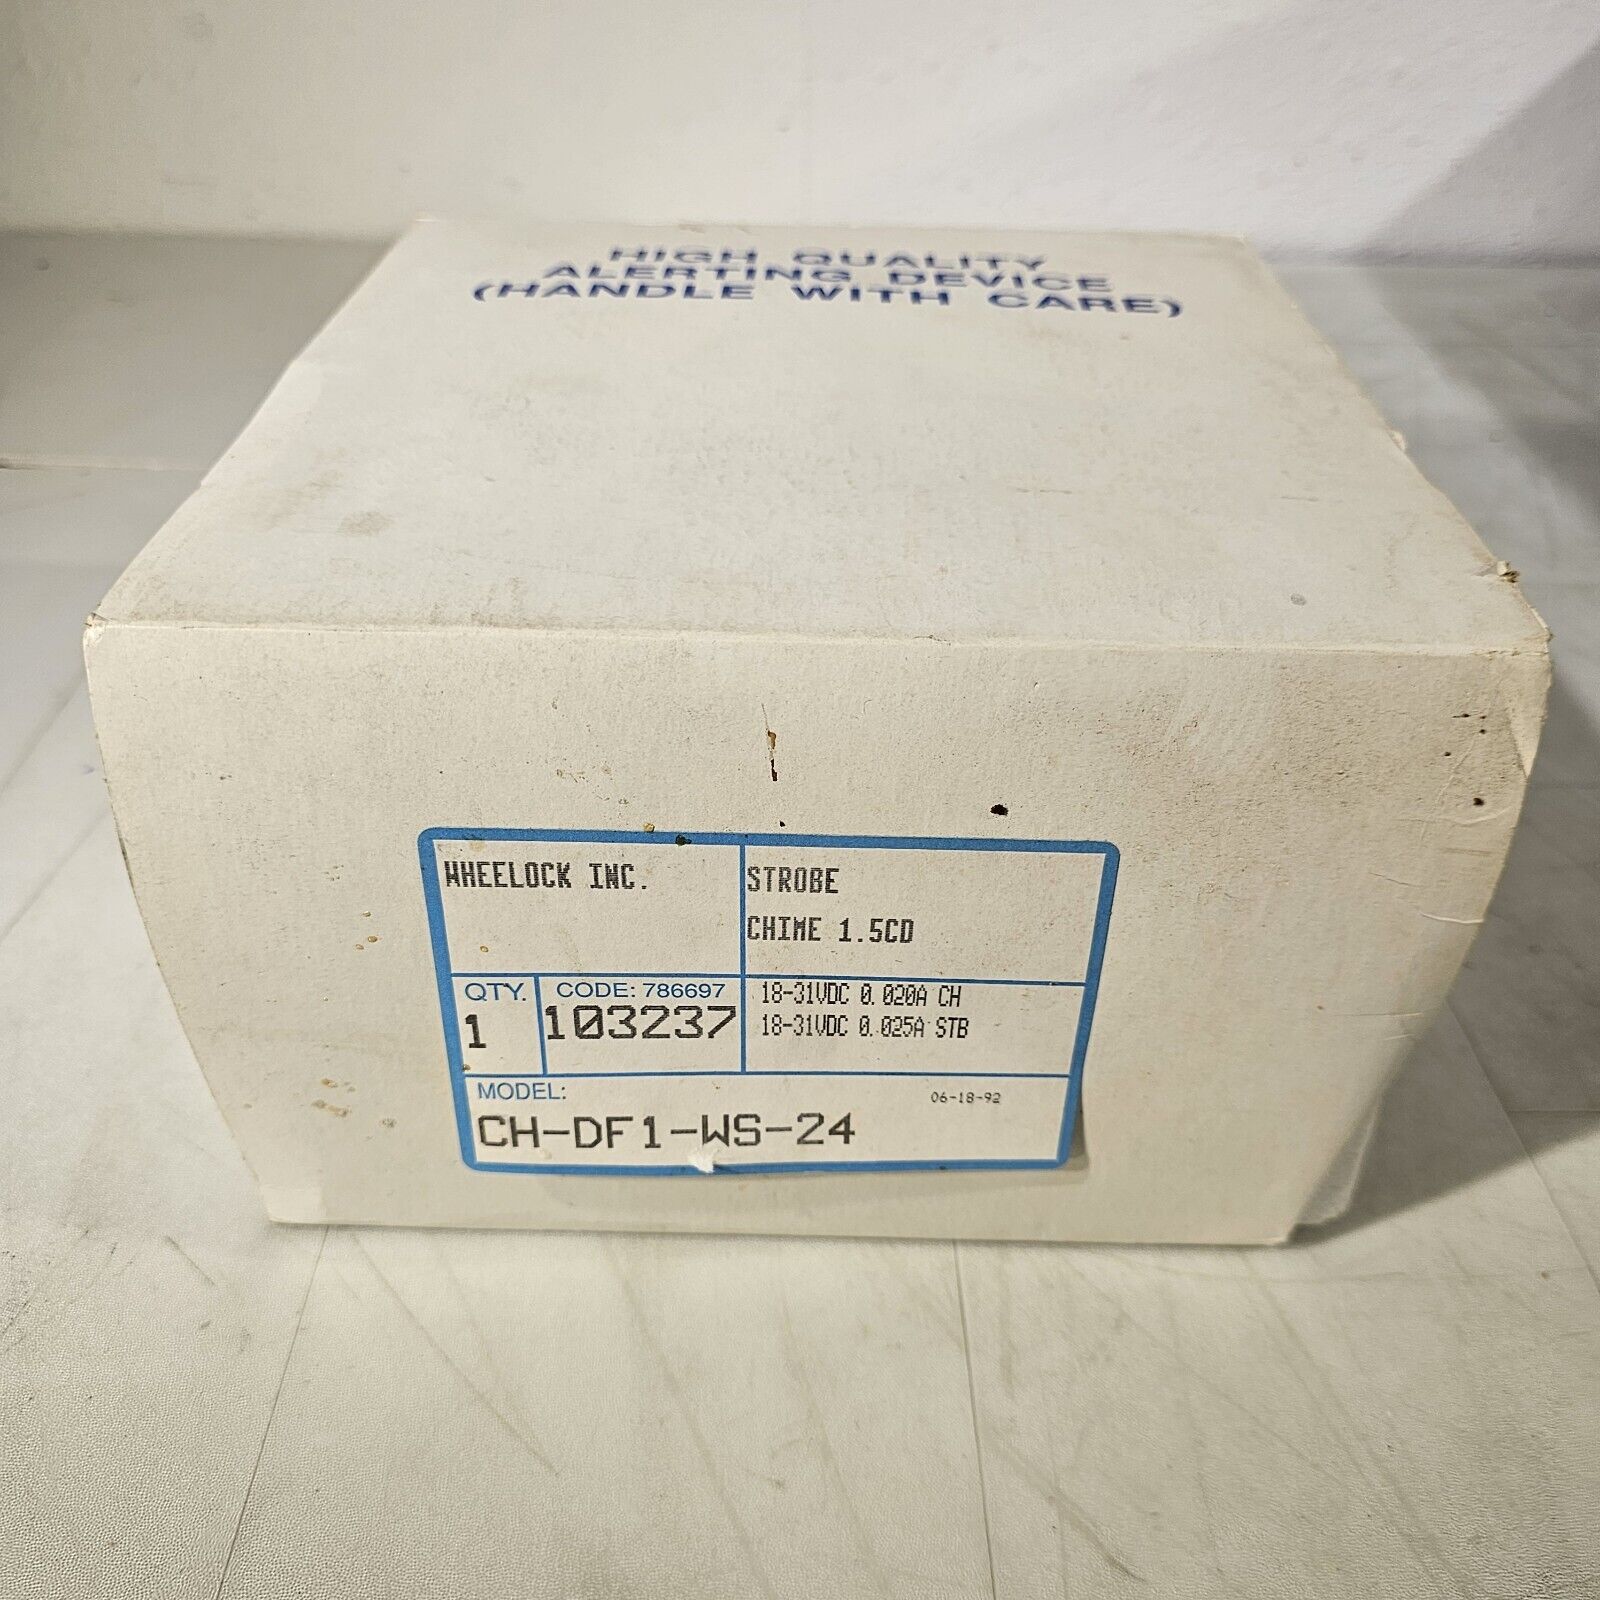 HIGH QUALITY
ALERTING DEVICE
(HANDLE WITH CARE)
WHEELOCK INC.
STROBE
CHIME 1.5CD
QTY.
1
CODE: 786697
103237
18-31VDC 0.020A CH
18-31VDC 0.025A STB
MODEL:
06-18-92
CH-DF1-WS-24